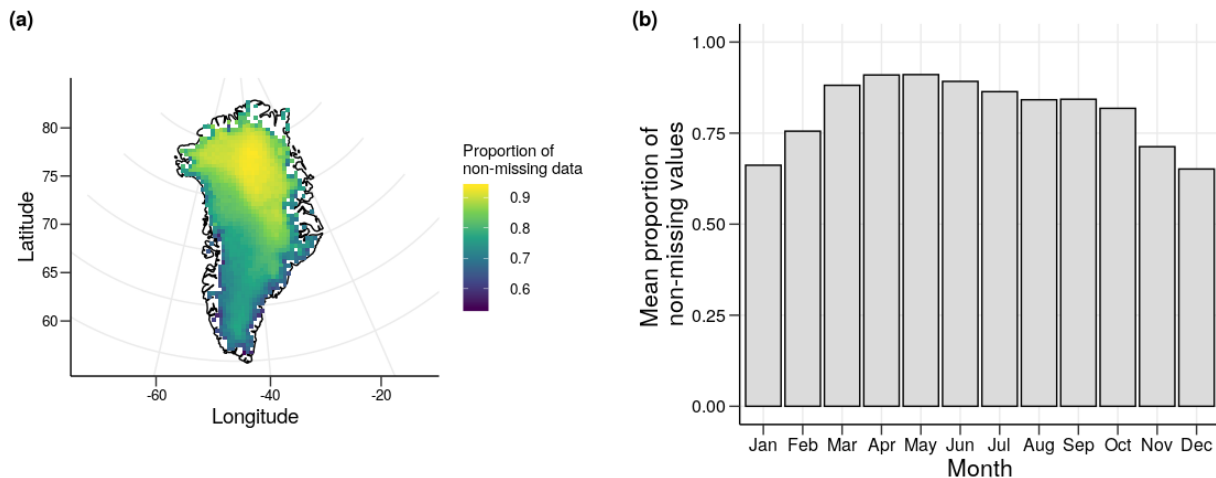 (a)
80
75
70
65
60
Latitude
-60
-40
-20
Longitude
Proportion of
non-missing data
0.9
0.8
0.7
0.6
(b)
1.00
0.75
0.50
0.25
0.00
Mean proportion of
non-missing values
Jan Feb Mar Apr May Jun Jul Aug Sep Oct Nov Dec
Month